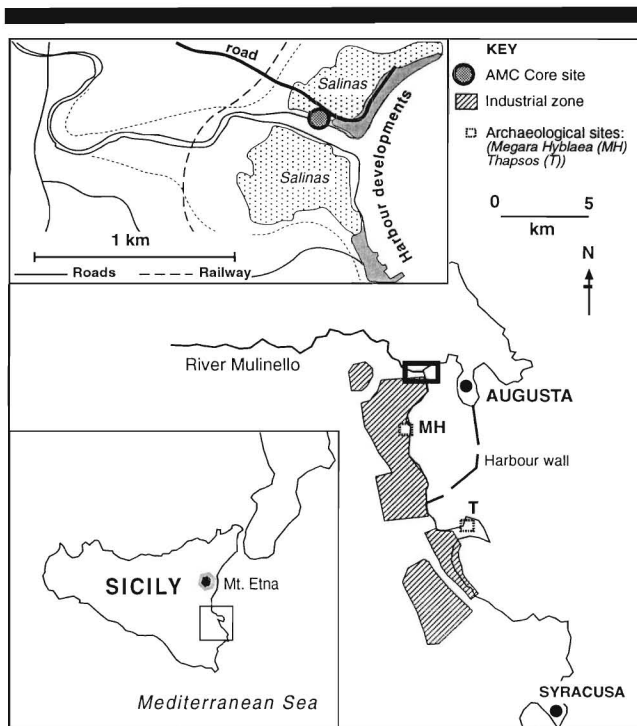 road
Salinas
Salinas
Harbour developments
1 km
Roads
Railway
KEY
AMC Core site
Industrial zone
Archaeological sites:
(Megara Hyblaea (MH)
Thapsos (T))
0 5
km
N
River Mulinello
AUGUSTA
MH
Harbour wall
T
SICILY
Mt. Etna
Mediterranean Sea
SYRACUSA